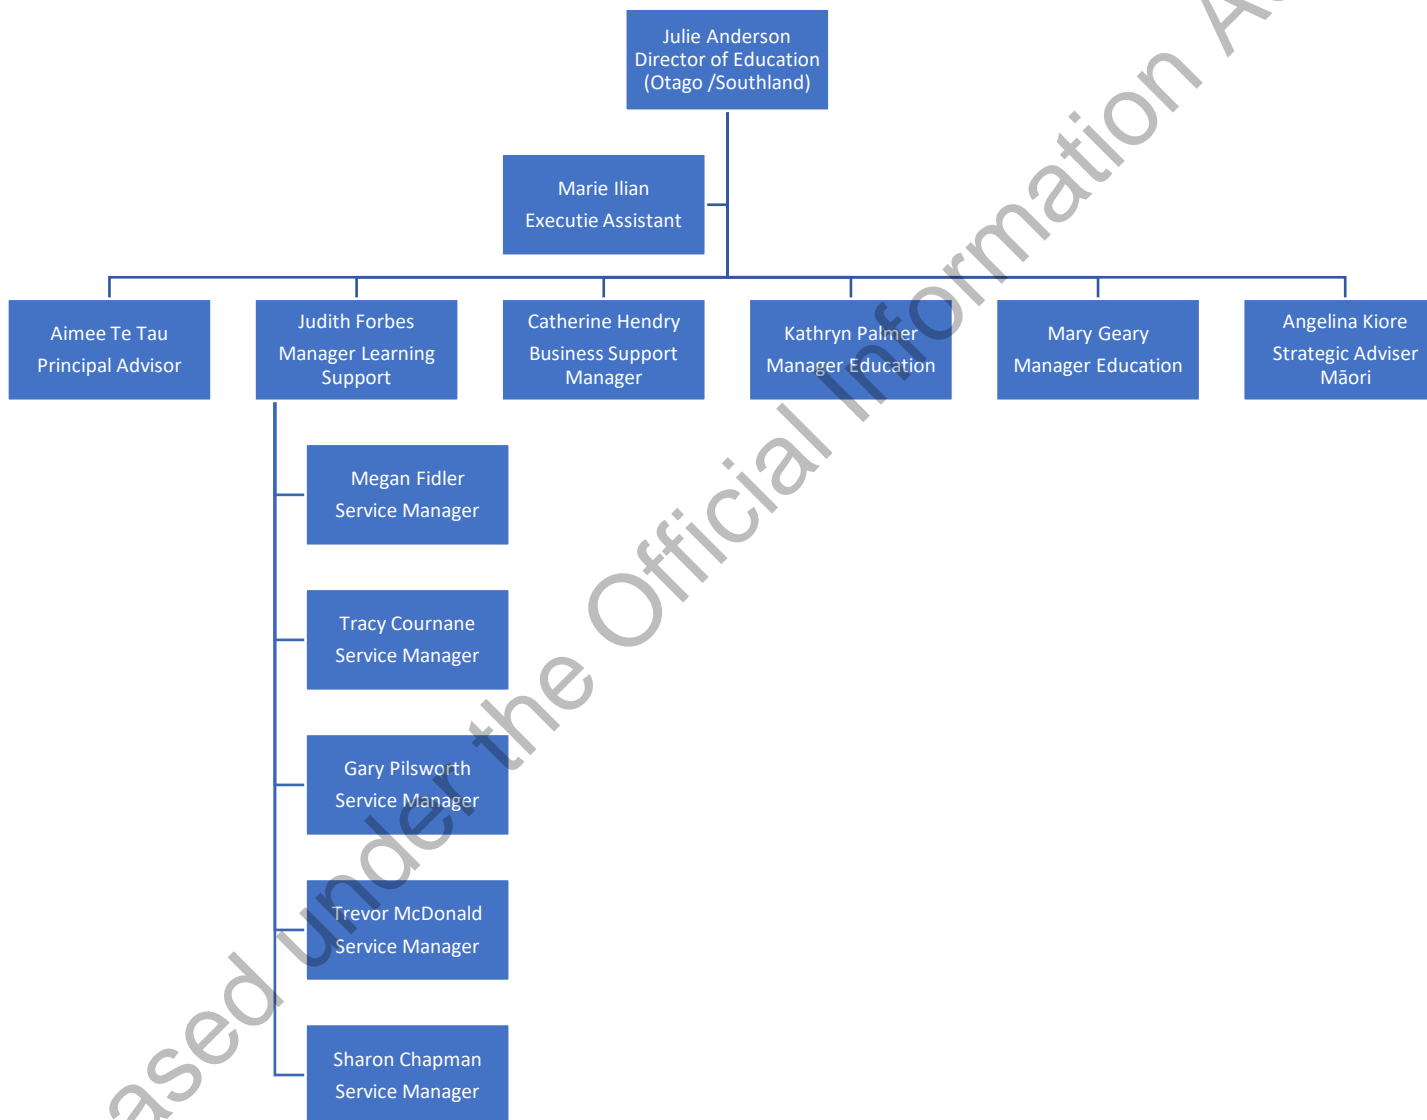 Julie Anderson
Director of Education
(Otago /Southland)
Marie Ilian
Executie Assistant
Aimee Te Tau
Principal Advisor
Judith Forbes
Manager Learning
Support
Catherine Hendry
Business Support
Manager
Kathryn Palmer
Manager Education
Mary Geary
Manager Education
Angelina Kiore
Strategic Adviser
Māori
Megan Fidler
Service Manager
Tracy Cournane
Service Manager
Gary Pilsworth
Service Manager
Trevor McDonald
Service Manager
Sharon Chapman
Service Manager
ased under the Official Information A